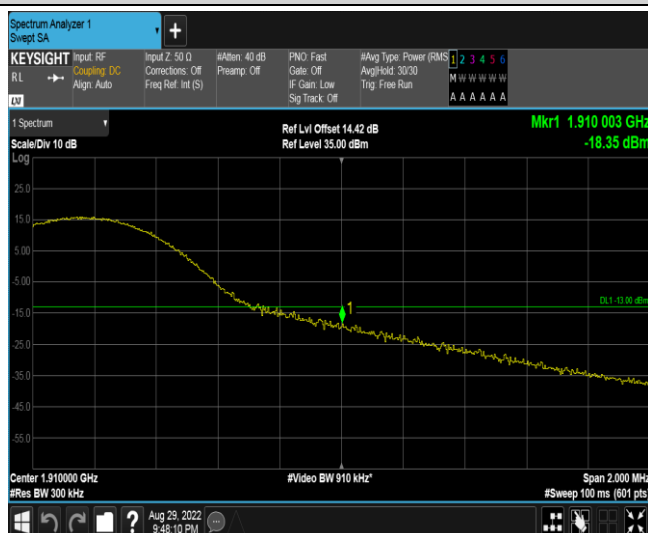 Spectrum Analyzer 1
Swept SA
KEYSIGHT
RL
Input: RF
Coupling: DC
Align: Auto
Input Z: 50 Ω
Corrections: Off
Freq Ref: Int (S)
#Atten: 40 dB
Preamp: Off
PNO: Fast
Gate: Off
IF Gain: Low
Sig Track: Off
#Avg Type: Power (RMS
Avg|Hold: 30/30
Trig: Free Run
1 2 3 4 5 6
M W W W W W
A A A A A A
1 Spectrum
Scale/Div 10 dB
Ref Lvl Offset 14.42 dB
Ref Level 35.00 dBm
Mkr1 1.910 003 GHz
-18.35 dBm
Log
25.0
15.0
5.00
-5.00
DL1 -13.00 dBm
1
-15.0
-25.0
-35.0
-45.0
-55.0
Center 1.910000 GHz
#Res BW 300 kHz
#Video BW 910 kHz*
Span 2.000 MHz
#Sweep 100 ms (601 pts)
?
Aug 29, 2022
9:48:10 PM